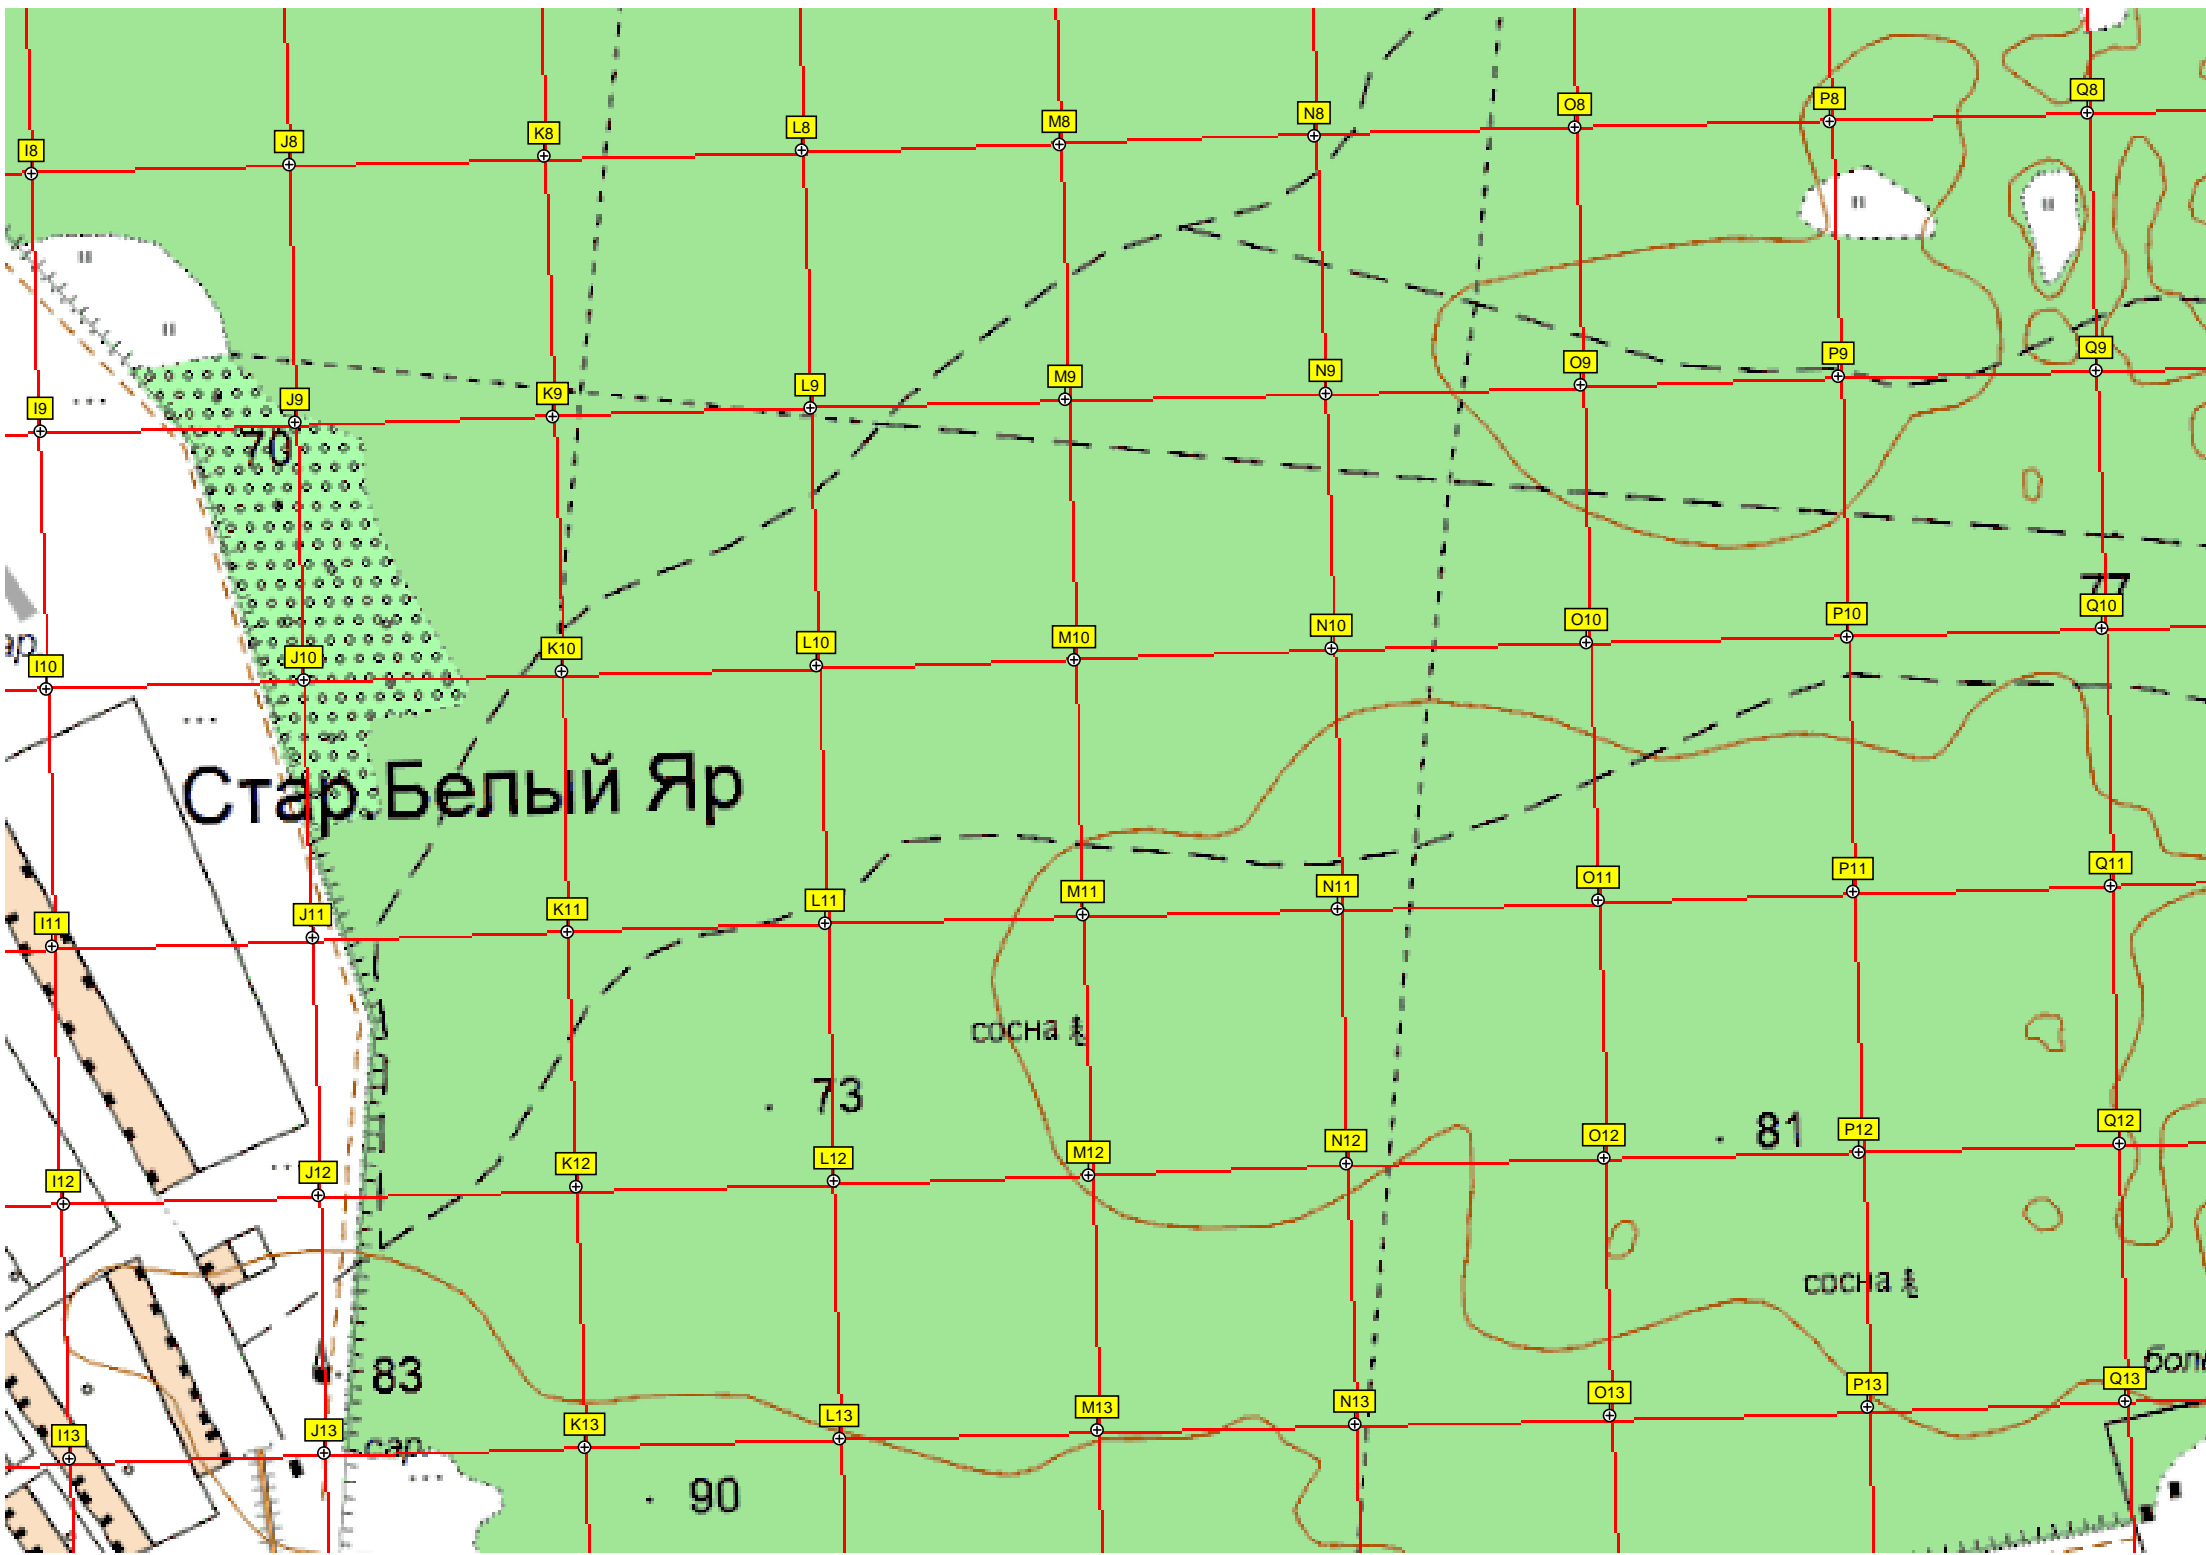 I8 J8 K8 L8 M8 N8 O8 P8 Q8
I9 J9 K9 L9 M9 N9 O9 P9 Q9
70
77
I10 J10 K10 L10 M10 N10 O10 P10 Q10
Стар.Белый Яр
I11 J11 K11 L11 M11 N11 O11 P11 Q11
сосна
73
81
I12 J12 K12 L12 M12 N12 O12 P12 Q12
сосна
83
I13 J13 K13 L13 M13 N13 O13 P13 Q13
сар.
90